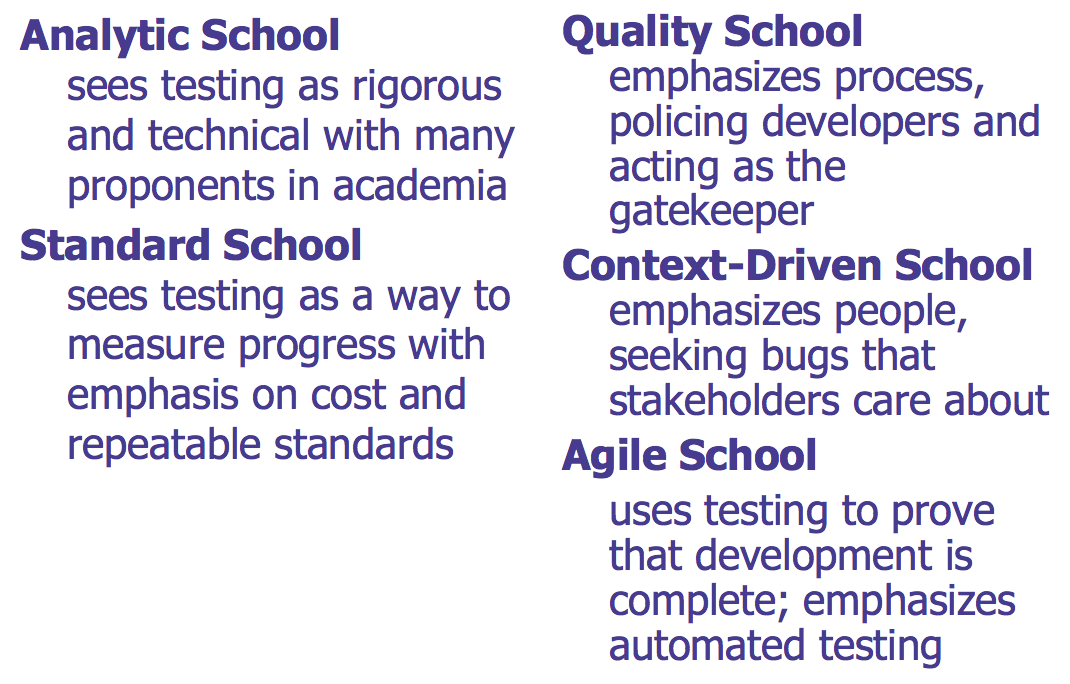 Analytic School
sees testing as rigorous
and technical with many
proponents in academia
Standard School
sees testing as a way to
measure progress with
emphasis on cost and
repeatable standards
Quality School
emphasizes process,
policing developers and
acting as the
gatekeeper
Context-Driven School
emphasizes people,
seeking bugs that
stakeholders care about
Agile School
uses testing to prove
that development is
complete; emphasizes
automated testing